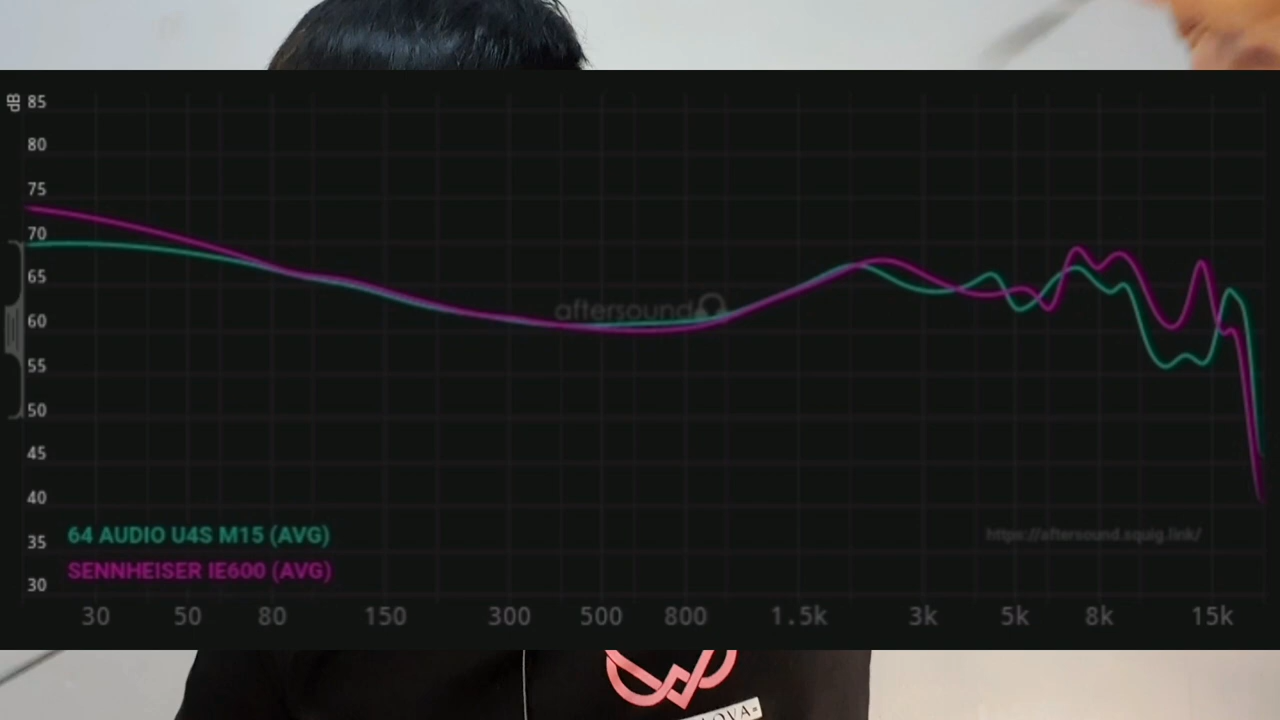 dB
85
80
75
70
65
60
55
50
45
40
35
30
aftersound
64 AUDIO U4S M15 (AVG)
SENNHEISER IE600 (AVG)
https://aftersound.squig.link/
30 50 80 150 300 500 800 1.5k 3k 5k 8k 15k